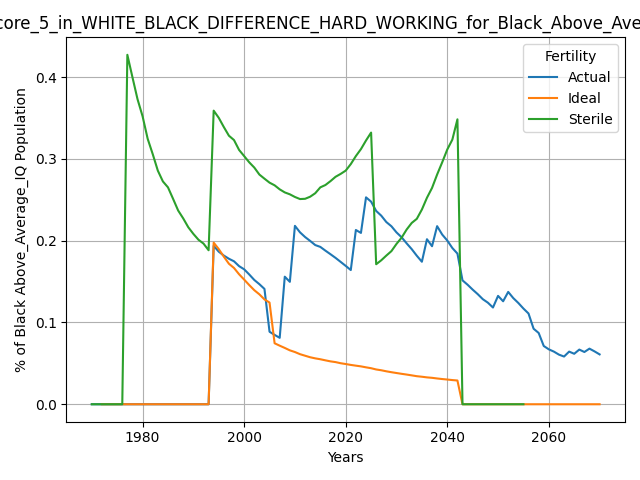 core_5_in_WHITE_BLACK_DIFFERENCE_HARD_WORKING_for_Black_Above_Ave
Fertility
Actual
Ideal
Sterile
% of Black Above_Average_IQ Population
0.4
0.3
0.2
0.1
0.0
1980 2000 2020 2040 2060
Years